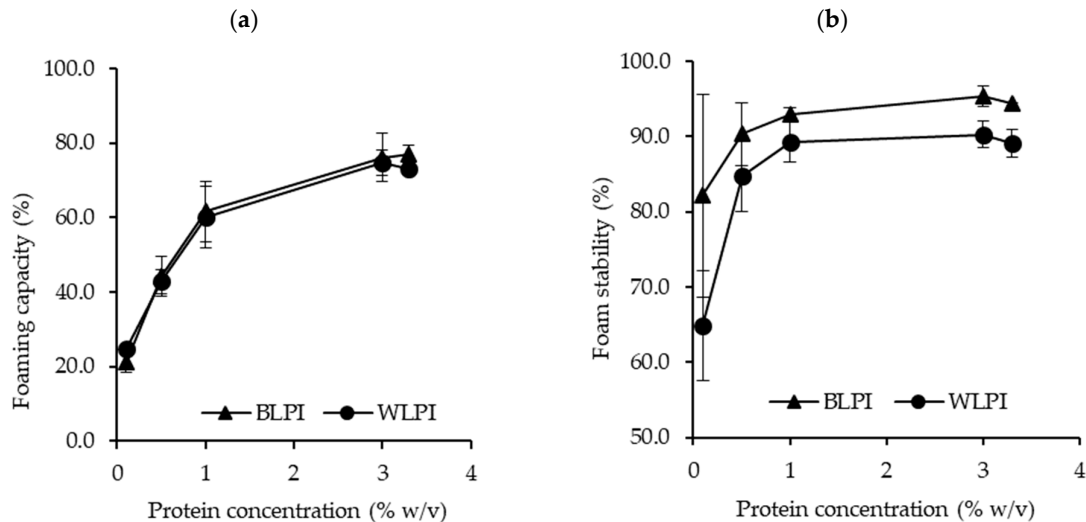 (a)
Foaming capacity (%)
100.0
80.0
60.0
40.0
20.0
0.0
BLPI WLPI
0 1 2 3 4
Protein concentration (% w/v)
(b)
Foam stability (%)
100.0
90.0
80.0
70.0
60.0
50.0
BLPI WLPI
0 1 2 3 4
Protein concentration (% w/v)